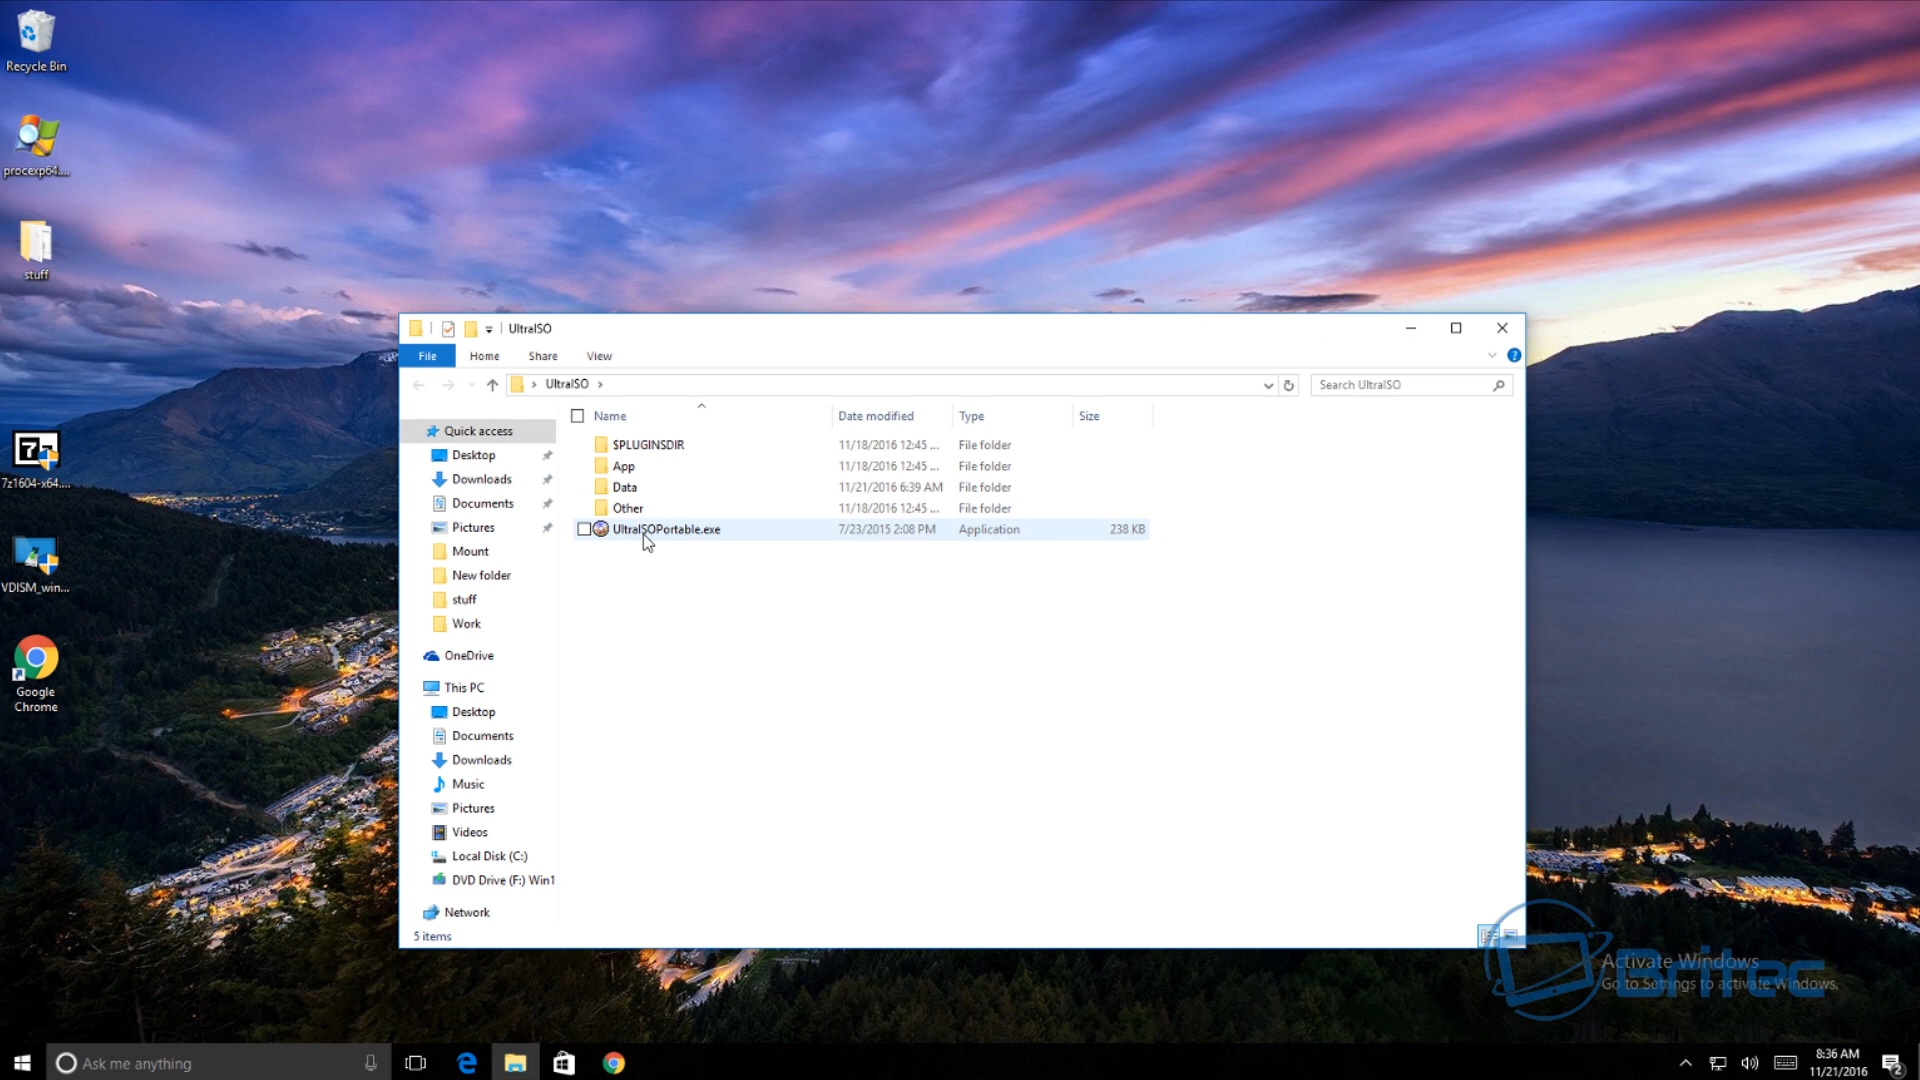 Recycle Bin
procexp64....
stuff
7z1604-x64....
VDISM_win...
Google
Chrome
UltraISO
File Home Share View
UltraISO
Search UltraISO
Name Date modified Type Size
$PLUGINSDIR 11/18/2016 12:45 ... File folder
App 11/18/2016 12:45 ... File folder
Data 11/21/2016 6:39 AM File folder
Other 11/18/2016 12:45 ... File folder
UltraISOPortable.exe 7/23/2015 2:08 PM Application 238 KB
Quick access
Desktop
Downloads
Documents
Pictures
Mount
New folder
stuff
Work
OneDrive
This PC
Desktop
Documents
Downloads
Music
Pictures
Videos
Local Disk (C:)
DVD Drive (F:) Win1
Network
5 items
Activate Windows
Go to Settings to activate Windows.
Britec
Ask me anything
8:36 AM
11/21/2016
2